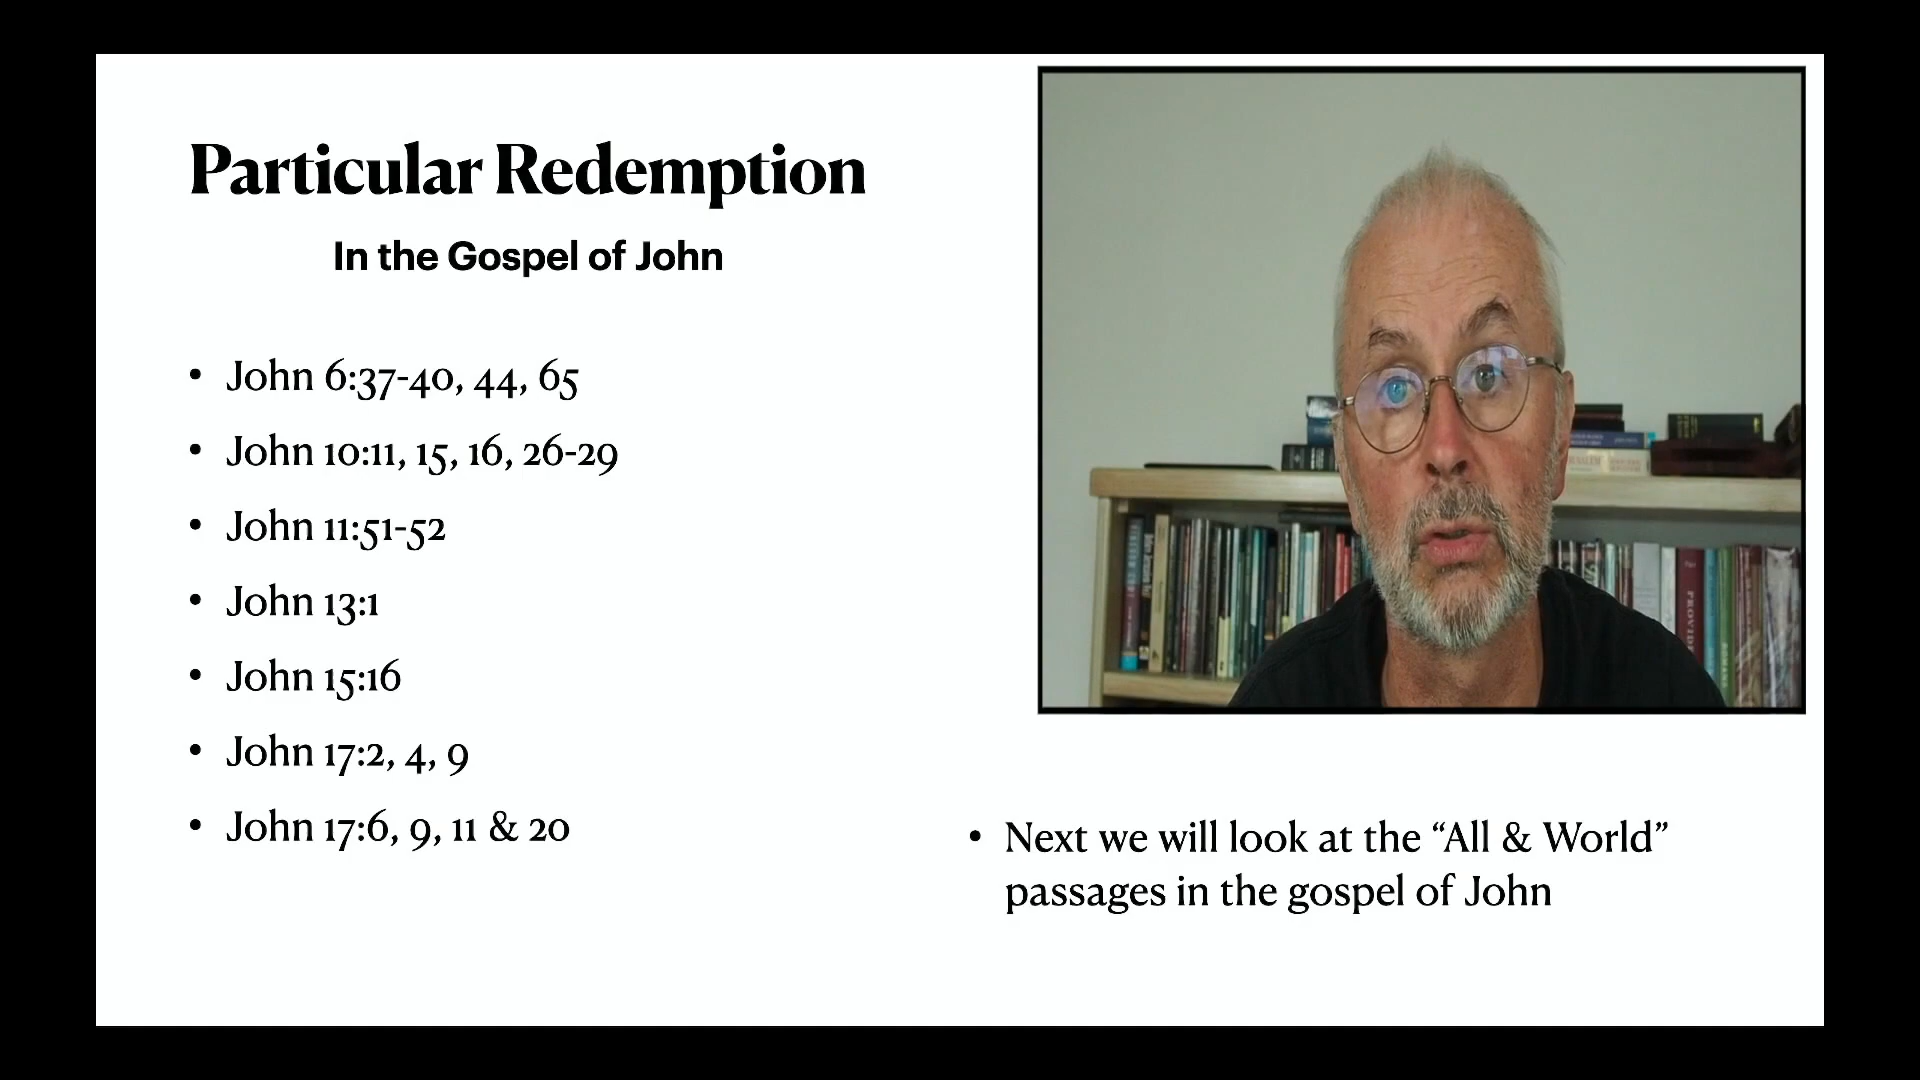 Particular Redemption
In the Gospel of John
• John 6:37-40, 44, 65
• John 10:11, 15, 16, 26-29
• John 11:51-52
• John 13:1
• John 15:16
• John 17:2, 4, 9
• John 17:6, 9, 11 & 20
• Next we will look at the “All & World”
passages in the gospel of John